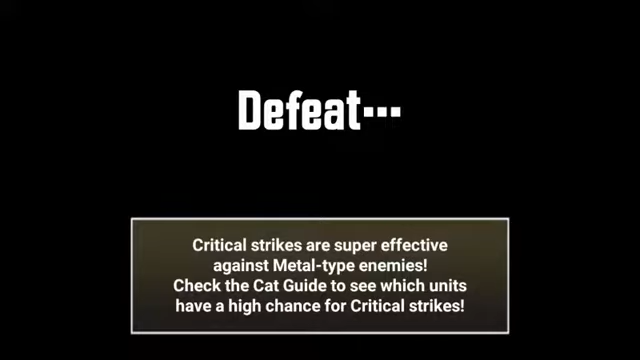 Defeat···
Critical strikes are super effective
against Metal-type enemies!
Check the Cat Guide to see which units
have a high chance for Critical strikes!